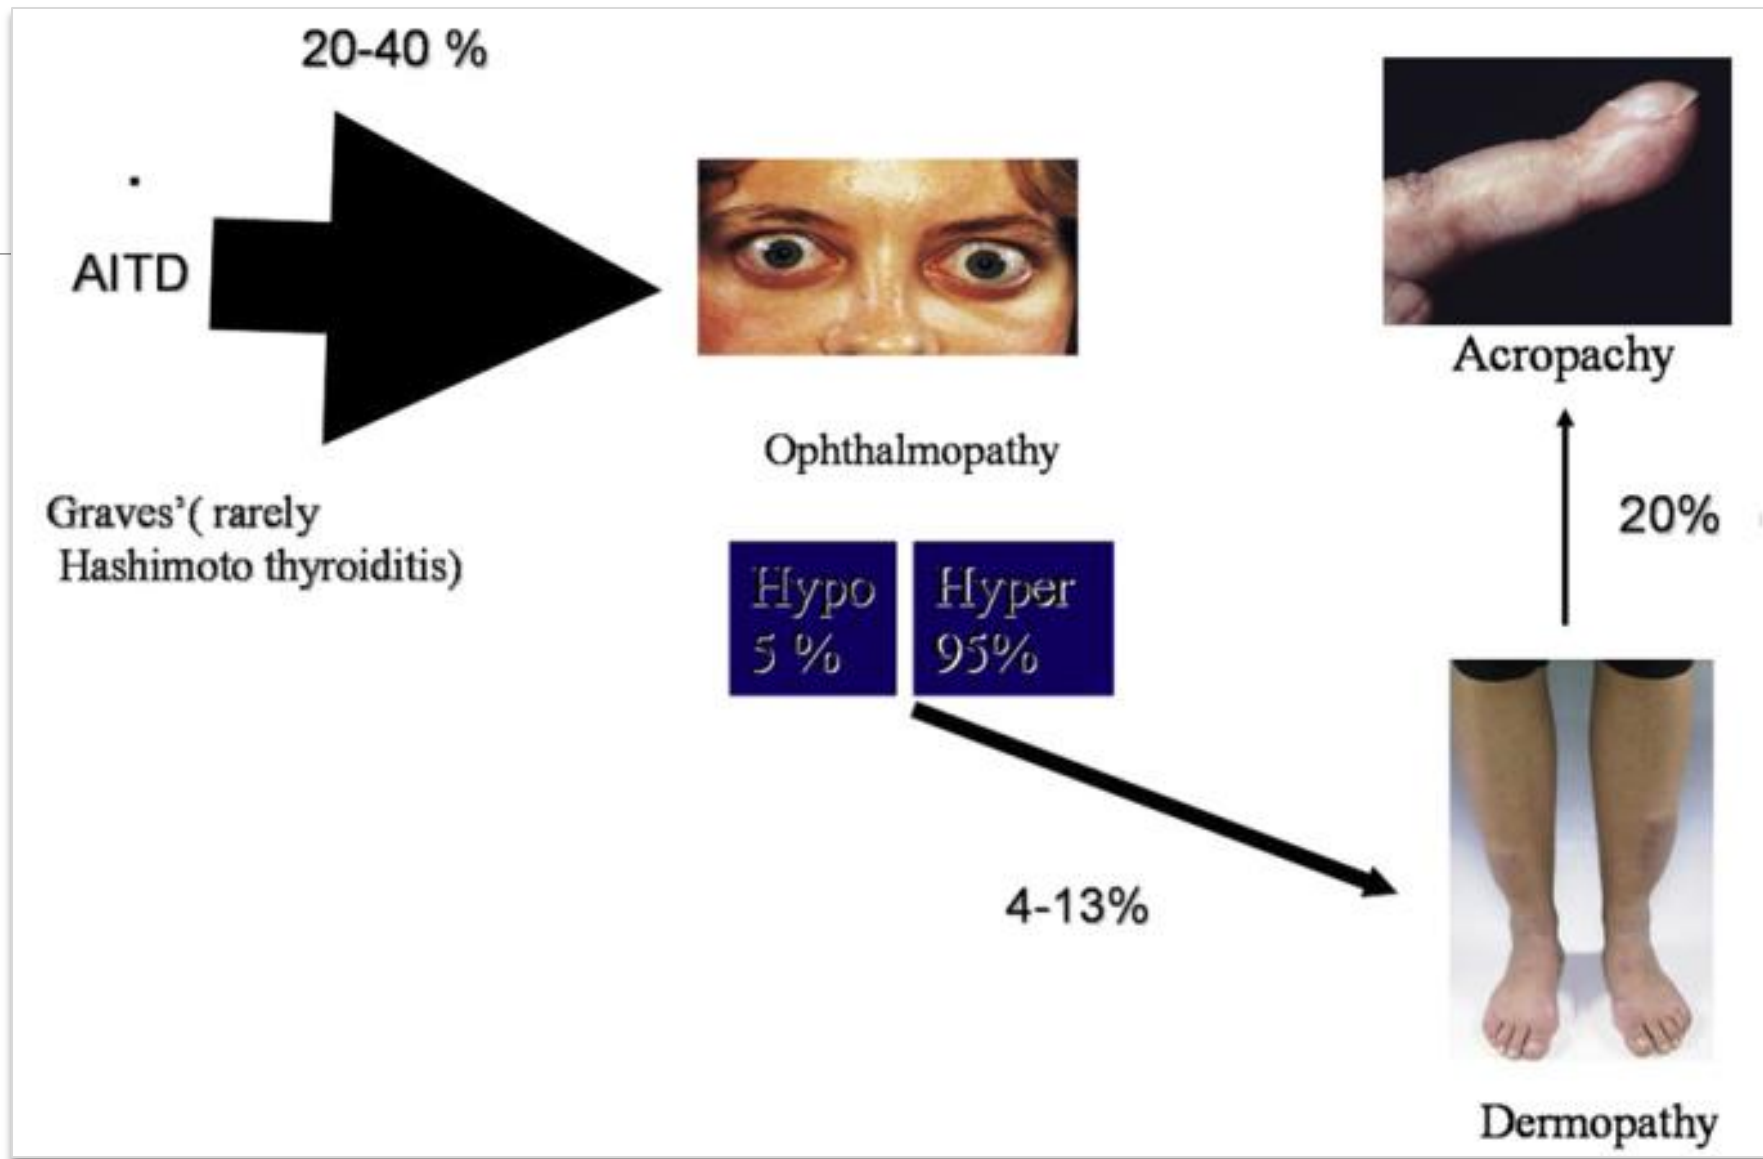 20-40 %
AITD
Graves’( rarely
Hashimoto thyroiditis)
Ophthalmopathy
Hypo
5 %
Hyper
95%
4-13%
Acropachy
20%
Dermopathy